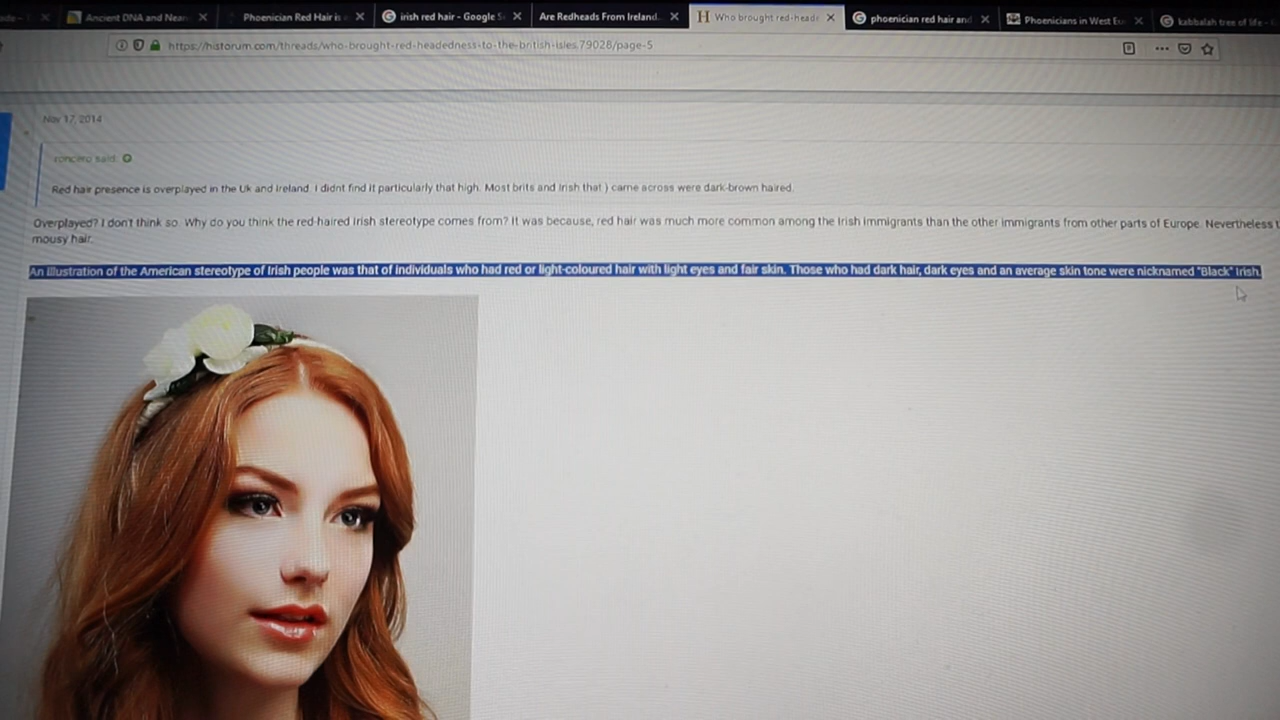 Ancient DNA and Near
Phoenician Red Hair is
irish red hair - Google S
Are Redheads From Ireland.
Who brought red-heade
phoenician red hair and
Phoenicians in West Eu
kabbalah tree of life -
https://historum.com/threads/who-brought-red-headedness-to-the-british-isles.79028/page-5
Nov 17, 2014
roncero said:
Red hair presence is overplayed in the Uk and Ireland. I didnt find it particularly that high. Most brits and Irish that ) came across were dark-brown haired.
Overplayed? I don't think so. Why do you think the red-haired Irish stereotype comes from? It was because, red hair was much more common among the Irish immigrants than the other immigrants from other parts of Europe. Nevertheless
mousy hair.
An illustration of the American stereotype of Irish people was that of individuals who had red or light-coloured hair with light eyes and fair skin. Those who had dark hair, dark eyes and an average skin tone were nicknamed "Black" Irish.